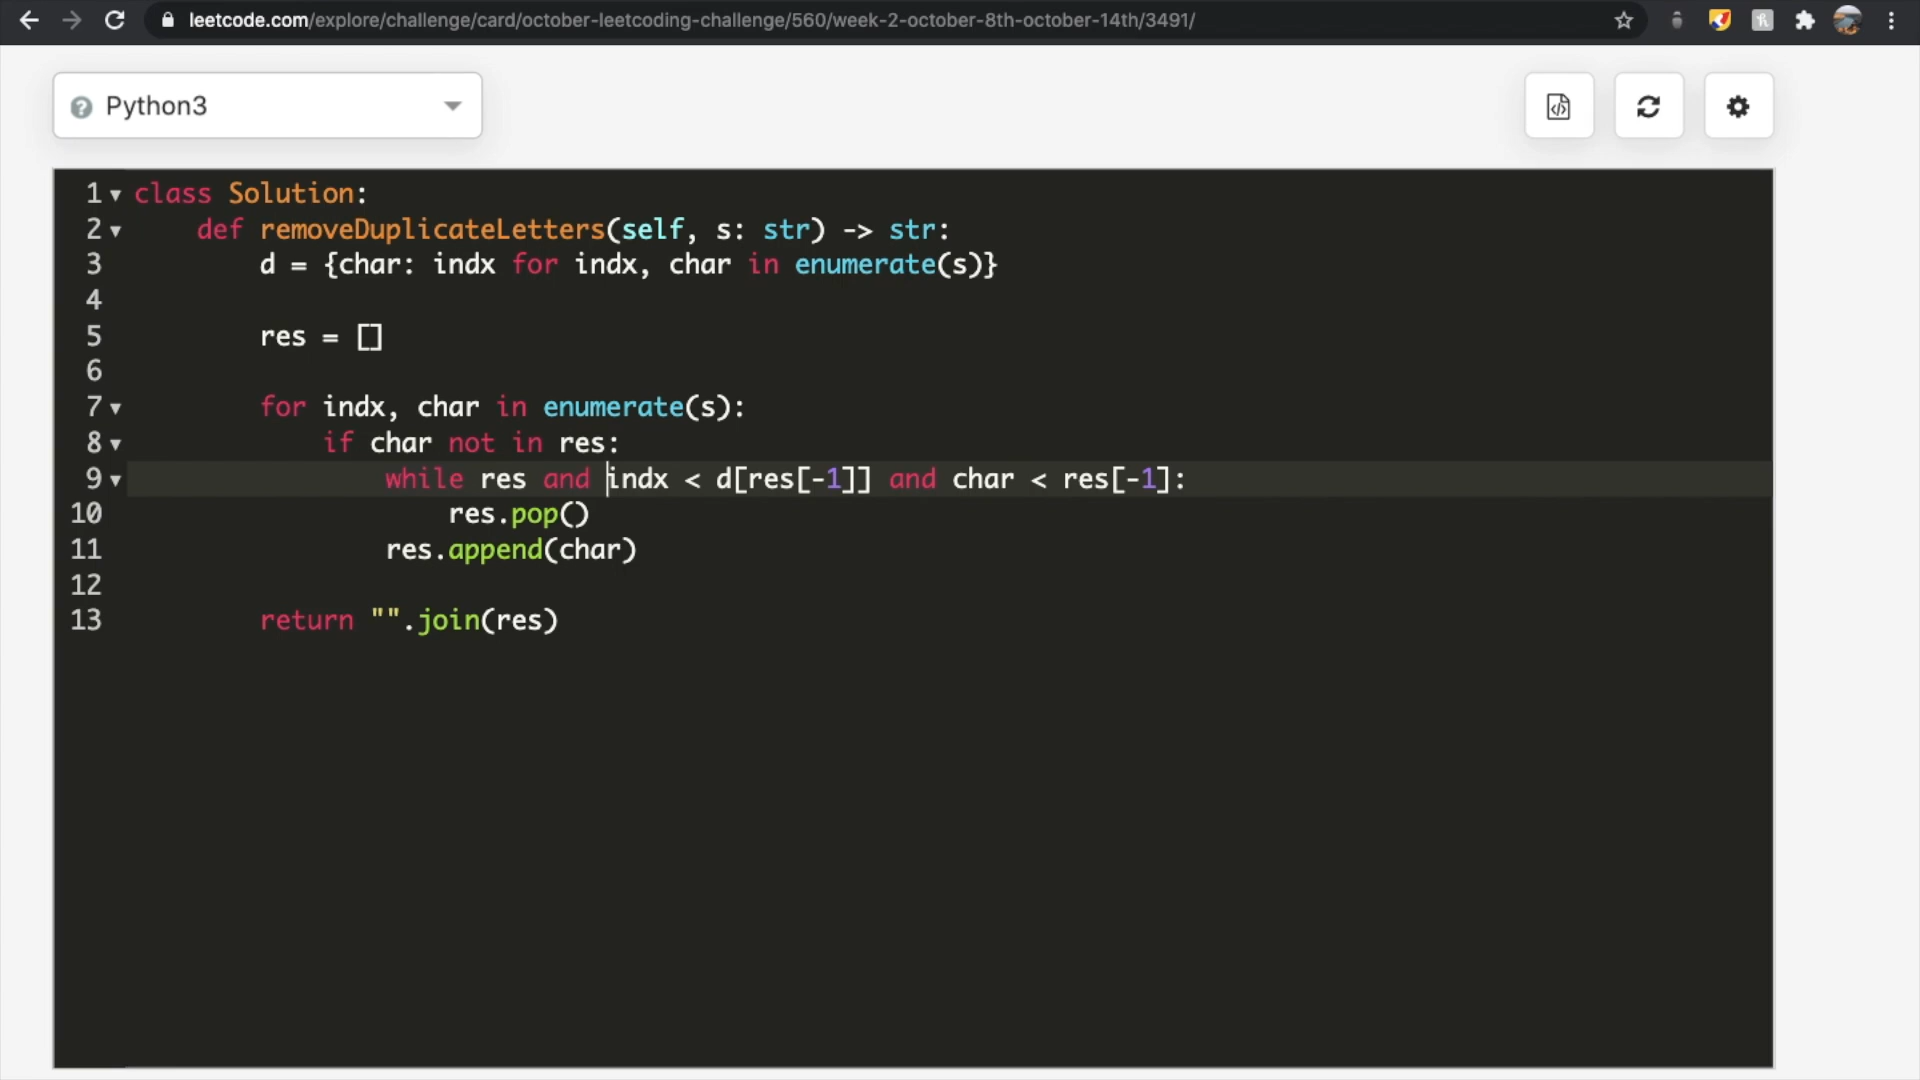 leetcode.com/explore/challenge/card/october-leetcoding-challenge/560/week-2-october-8th-october-14th/3491/
Python3
1 class Solution:
2     def removeDuplicateLetters(self, s: str) -> str:
3         d = {char: indx for indx, char in enumerate(s)}
4
5         res = []
6
7         for indx, char in enumerate(s):
8             if char not in res:
9                 while res and indx < d[res[-1]] and char < res[-1]:
10                     res.pop()
11                 res.append(char)
12
13         return "".join(res)